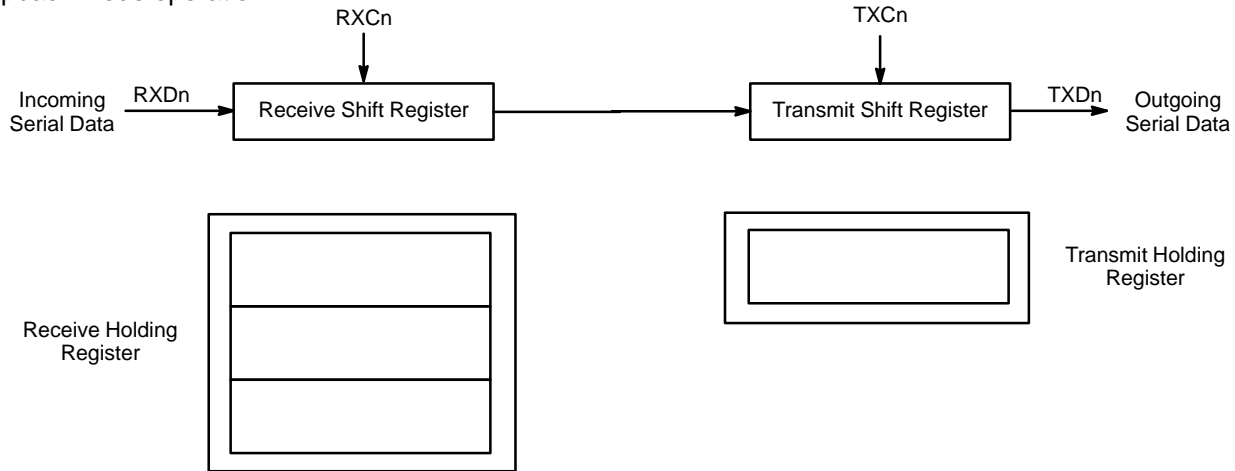 RXCn
TXCn
Incoming
Serial Data
RXDn
Receive Shift Register
Transmit Shift Register
TXDn
Outgoing
Serial Data
Transmit Holding
Register
Receive Holding
Register